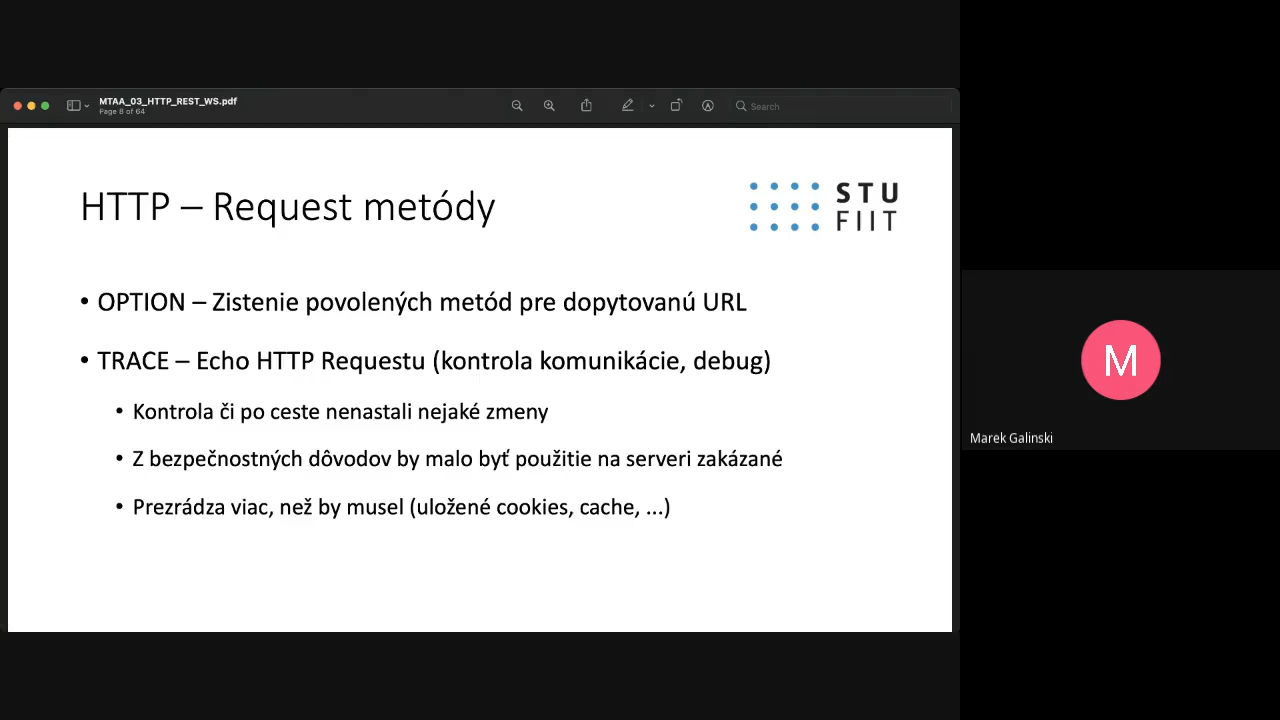 MTAA_03_HTTP_REST_WS.pdf
Page 8 of 64
Search
HTTP – Request metódy
STU
FIIT
• OPTION – Zistenie povolených metód pre dopytovanú URL
• TRACE – Echo HTTP Requestu (kontrola komunikácie, debug)
• Kontrola či po ceste nenastali nejaké zmeny
• Z bezpečnostných dôvodov by malo byť použitie na serveri zakázané
• Prezrádza viac, než by musel (uložené cookies, cache, ...)
M
Marek Galinski